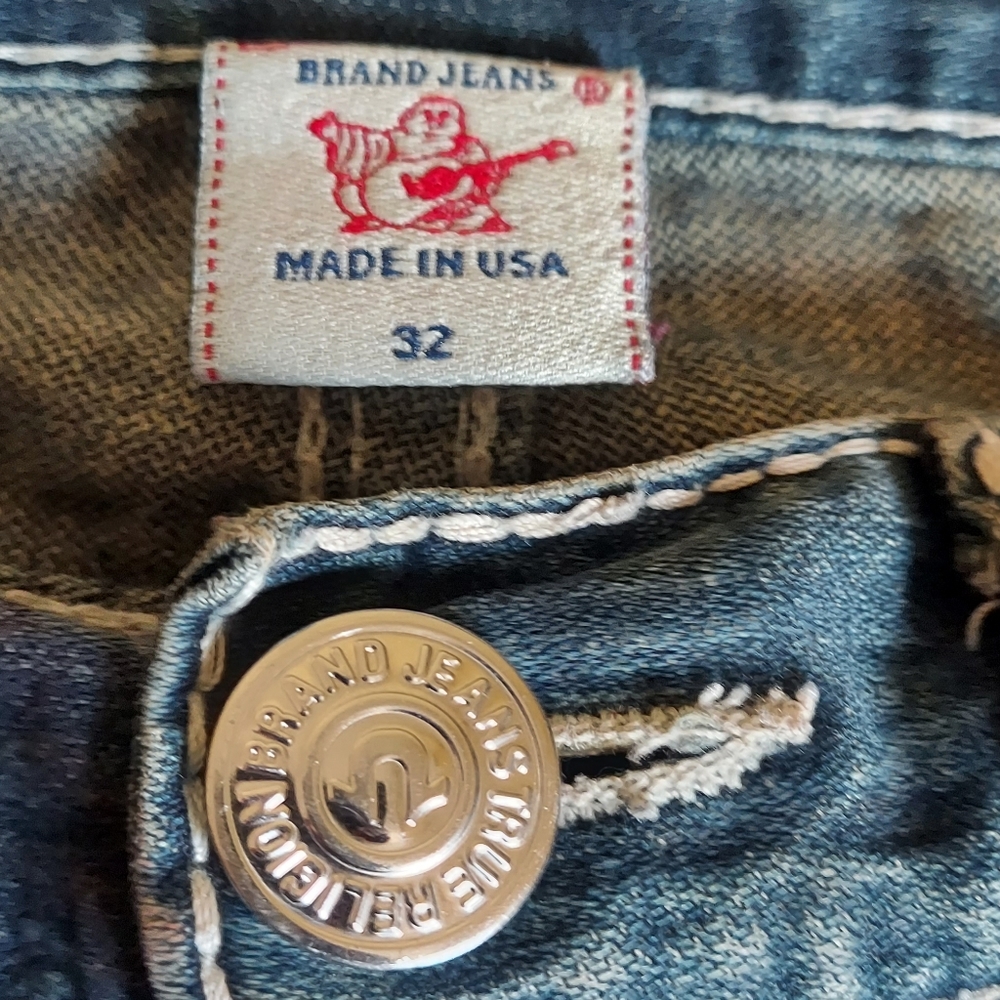 BRAND JEANS ®
MADE IN USA
32
BRAND JEANS TRUE RELIGION